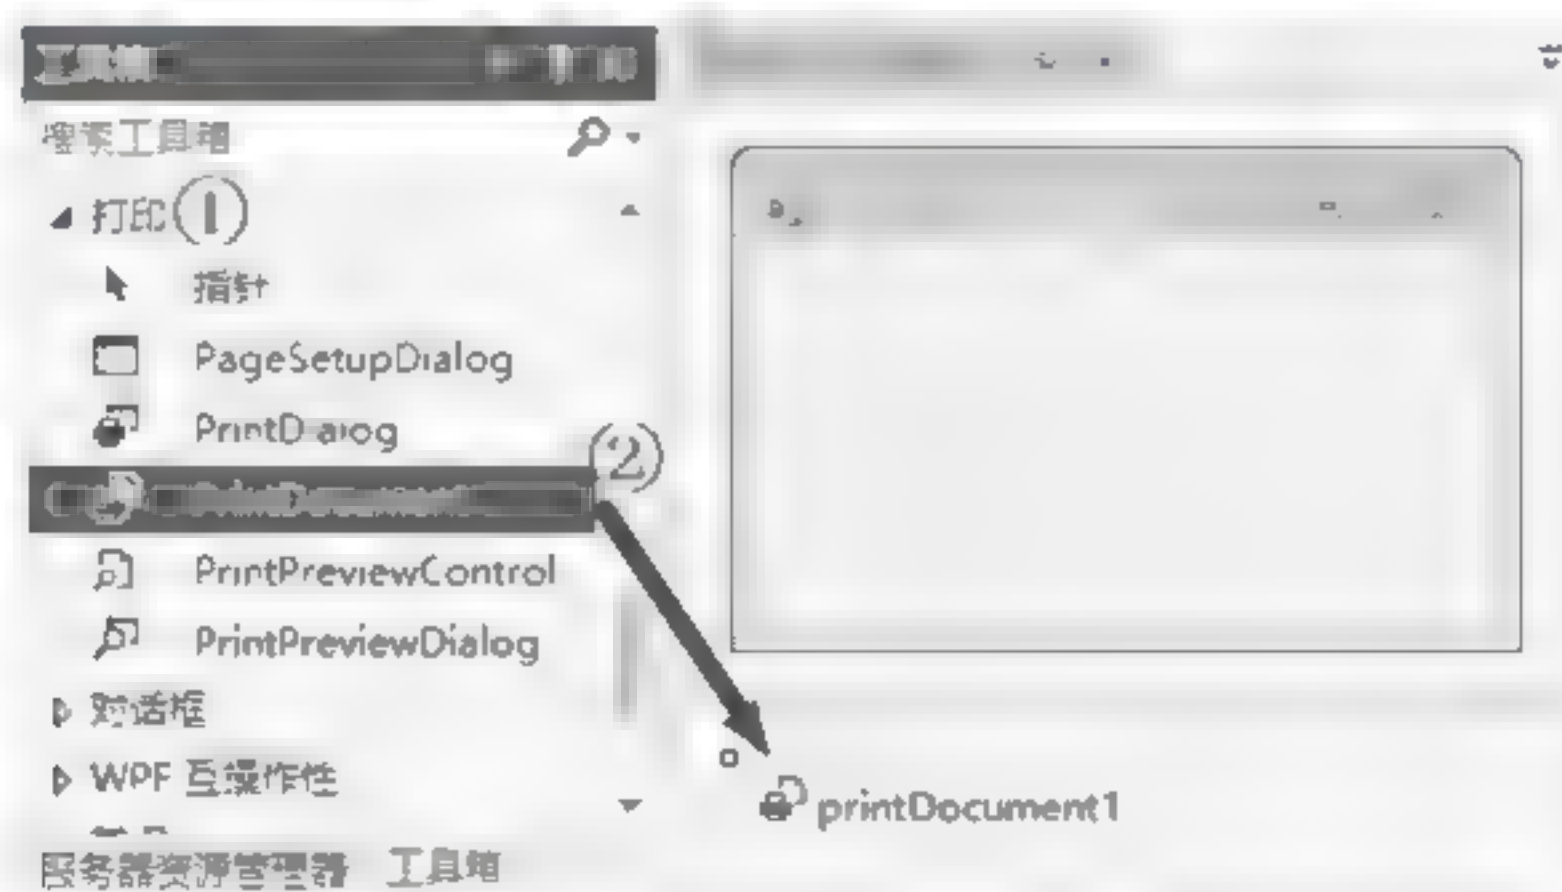 搜索工具箱
打印 (1)
指针
PageSetupDialog
PrintDialog
(2)
PrintPreviewControl
PrintPreviewDialog
对话框
WPF 互操作性
printDocument1
服务器资源管理器 工具箱